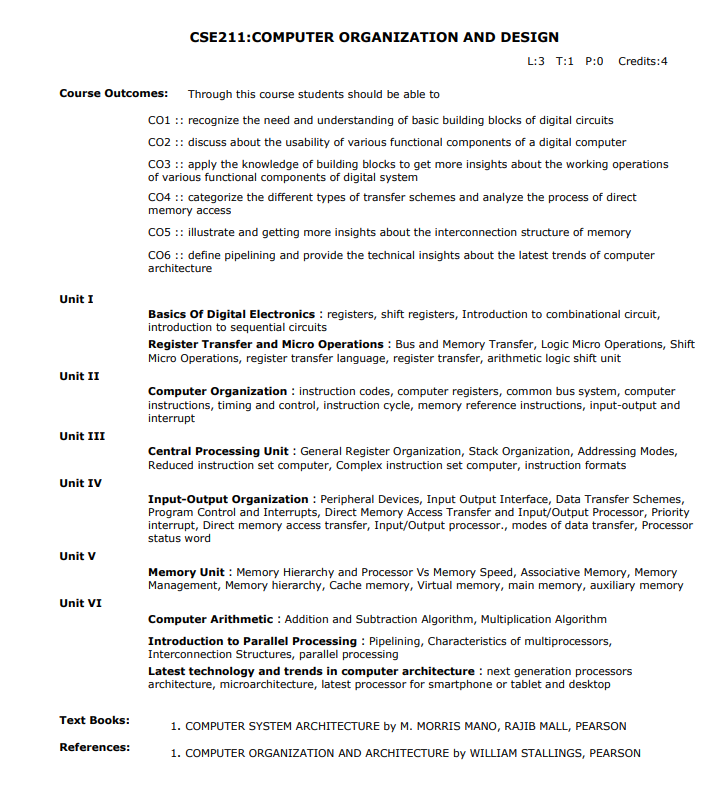 CSE211:COMPUTER ORGANIZATION AND DESIGN
L:3 T:1 P:0 Credits:4
Course Outcomes: Through this course students should be able to
CO1 :: recognize the need and understanding of basic building blocks of digital circuits
CO2 :: discuss about the usability of various functional components of a digital computer
CO3 :: apply the knowledge of building blocks to get more insights about the working operations
of various functional components of digital system
CO4 :: categorize the different types of transfer schemes and analyze the process of direct
memory access
CO5 :: illustrate and getting more insights about the interconnection structure of memory
CO6 :: define pipelining and provide the technical insights about the latest trends of computer
architecture
Unit I
Basics Of Digital Electronics : registers, shift registers, Introduction to combinational circuit,
introduction to sequential circuits
Register Transfer and Micro Operations : Bus and Memory Transfer, Logic Micro Operations, Shift
Micro Operations, register transfer language, register transfer, arithmetic logic shift unit
Unit II
Computer Organization : instruction codes, computer registers, common bus system, computer
instructions, timing and control, instruction cycle, memory reference instructions, input-output and
interrupt
Unit III
Central Processing Unit : General Register Organization, Stack Organization, Addressing Modes,
Reduced instruction set computer, Complex instruction set computer, instruction formats
Unit IV
Input-Output Organization : Peripheral Devices, Input Output Interface, Data Transfer Schemes,
Program Control and Interrupts, Direct Memory Access Transfer and Input/Output Processor, Priority
interrupt, Direct memory access transfer, Input/Output processor., modes of data transfer, Processor
status word
Unit V
Memory Unit : Memory Hierarchy and Processor Vs Memory Speed, Associative Memory, Memory
Management, Memory hierarchy, Cache memory, Virtual memory, main memory, auxiliary memory
Unit VI
Computer Arithmetic : Addition and Subtraction Algorithm, Multiplication Algorithm
Introduction to Parallel Processing : Pipelining, Characteristics of multiprocessors,
Interconnection Structures, parallel processing
Latest technology and trends in computer architecture : next generation processors
architecture, microarchitecture, latest processor for smartphone or tablet and desktop
Text Books: 1. COMPUTER SYSTEM ARCHITECTURE by M. MORRIS MANO, RAJIB MALL, PEARSON
References: 1. COMPUTER ORGANIZATION AND ARCHITECTURE by WILLIAM STALLINGS, PEARSON